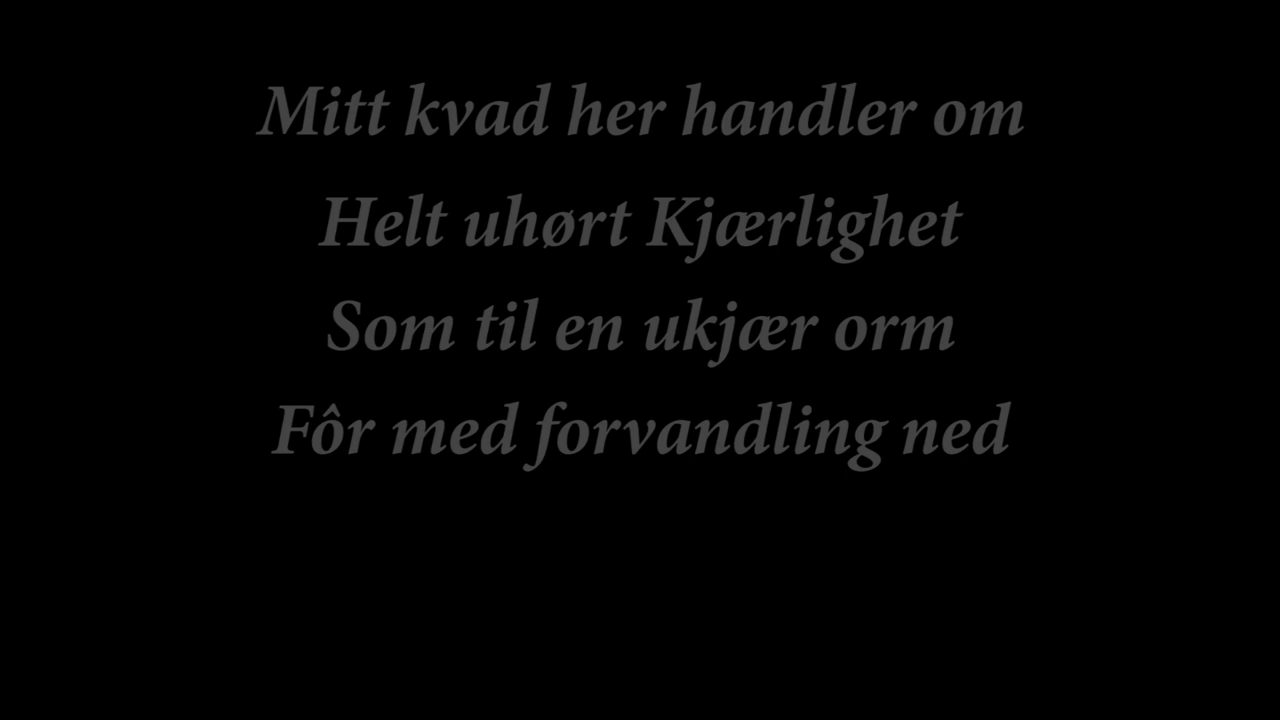 Mitt kvad her handler om
Helt uhørt Kjærlighet
Som til en ukjær orm
Fôr med forvandling ned